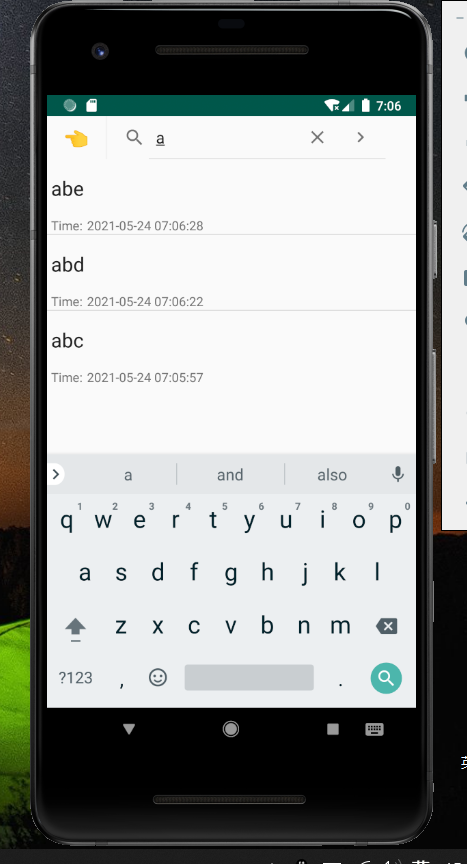 7:06
a
abe
Time: 2021-05-24 07:06:28
abd
Time: 2021-05-24 07:06:22
abc
Time: 2021-05-24 07:05:57
a and also
1 2 3 4 5 6 7 8 9 0
q w e r t y u i o p
a s d f g h j k l
z x c v b n m
?123 , .